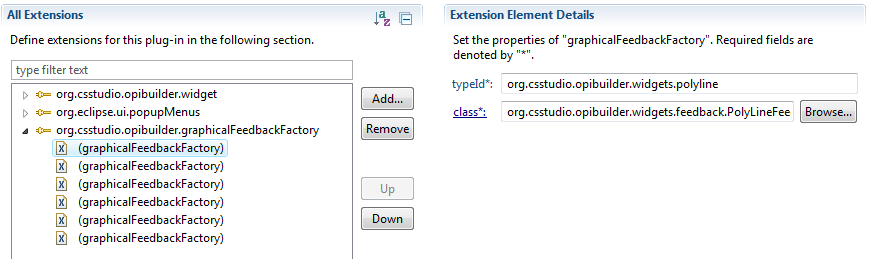 All Extensions
Define extensions for this plug-in in the following section.
type filter text
org.csstudio.opibuilder.widget
org.eclipse.ui.popupMenus
org.csstudio.opibuilder.graphicalFeedbackFactory
(graphicalFeedbackFactory)
(graphicalFeedbackFactory)
(graphicalFeedbackFactory)
(graphicalFeedbackFactory)
(graphicalFeedbackFactory)
(graphicalFeedbackFactory)
Add...
Remove
Up
Down
Extension Element Details
Set the properties of "graphicalFeedbackFactory". Required fields are
denoted by "*".
typeId*: org.csstudio.opibuilder.widgets.polyline
class*: org.csstudio.opibuilder.widgets.feedback.PolyLineFee Browse...